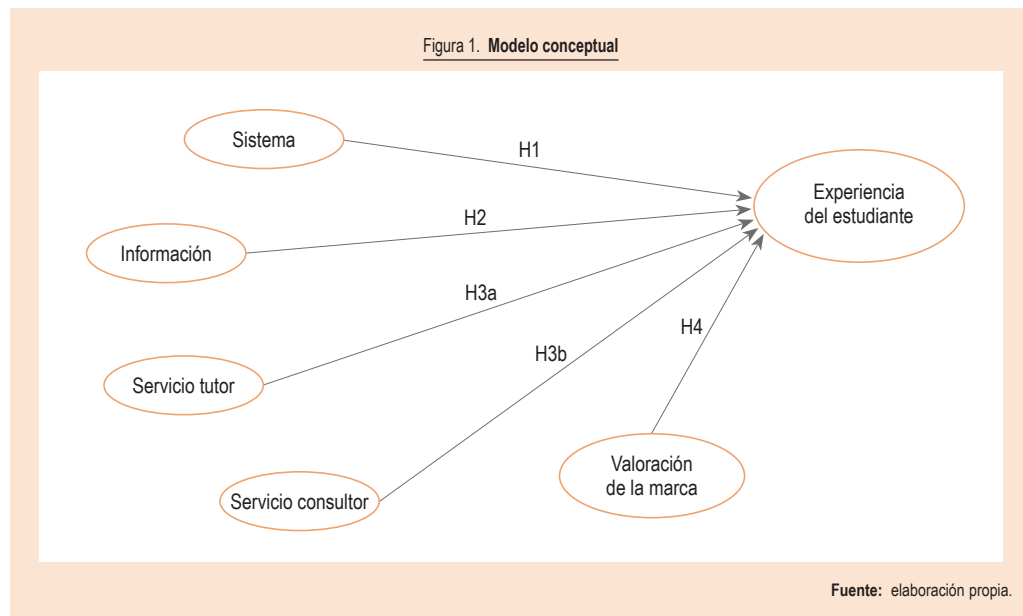 Figura 1. Modelo conceptual
Sistema
H1
Experiencia
del estudiante
H2
Información
H3a
H4
H3b
Servicio tutor
Valoración
de la marca
Servicio consultor
Fuente: elaboración propia.